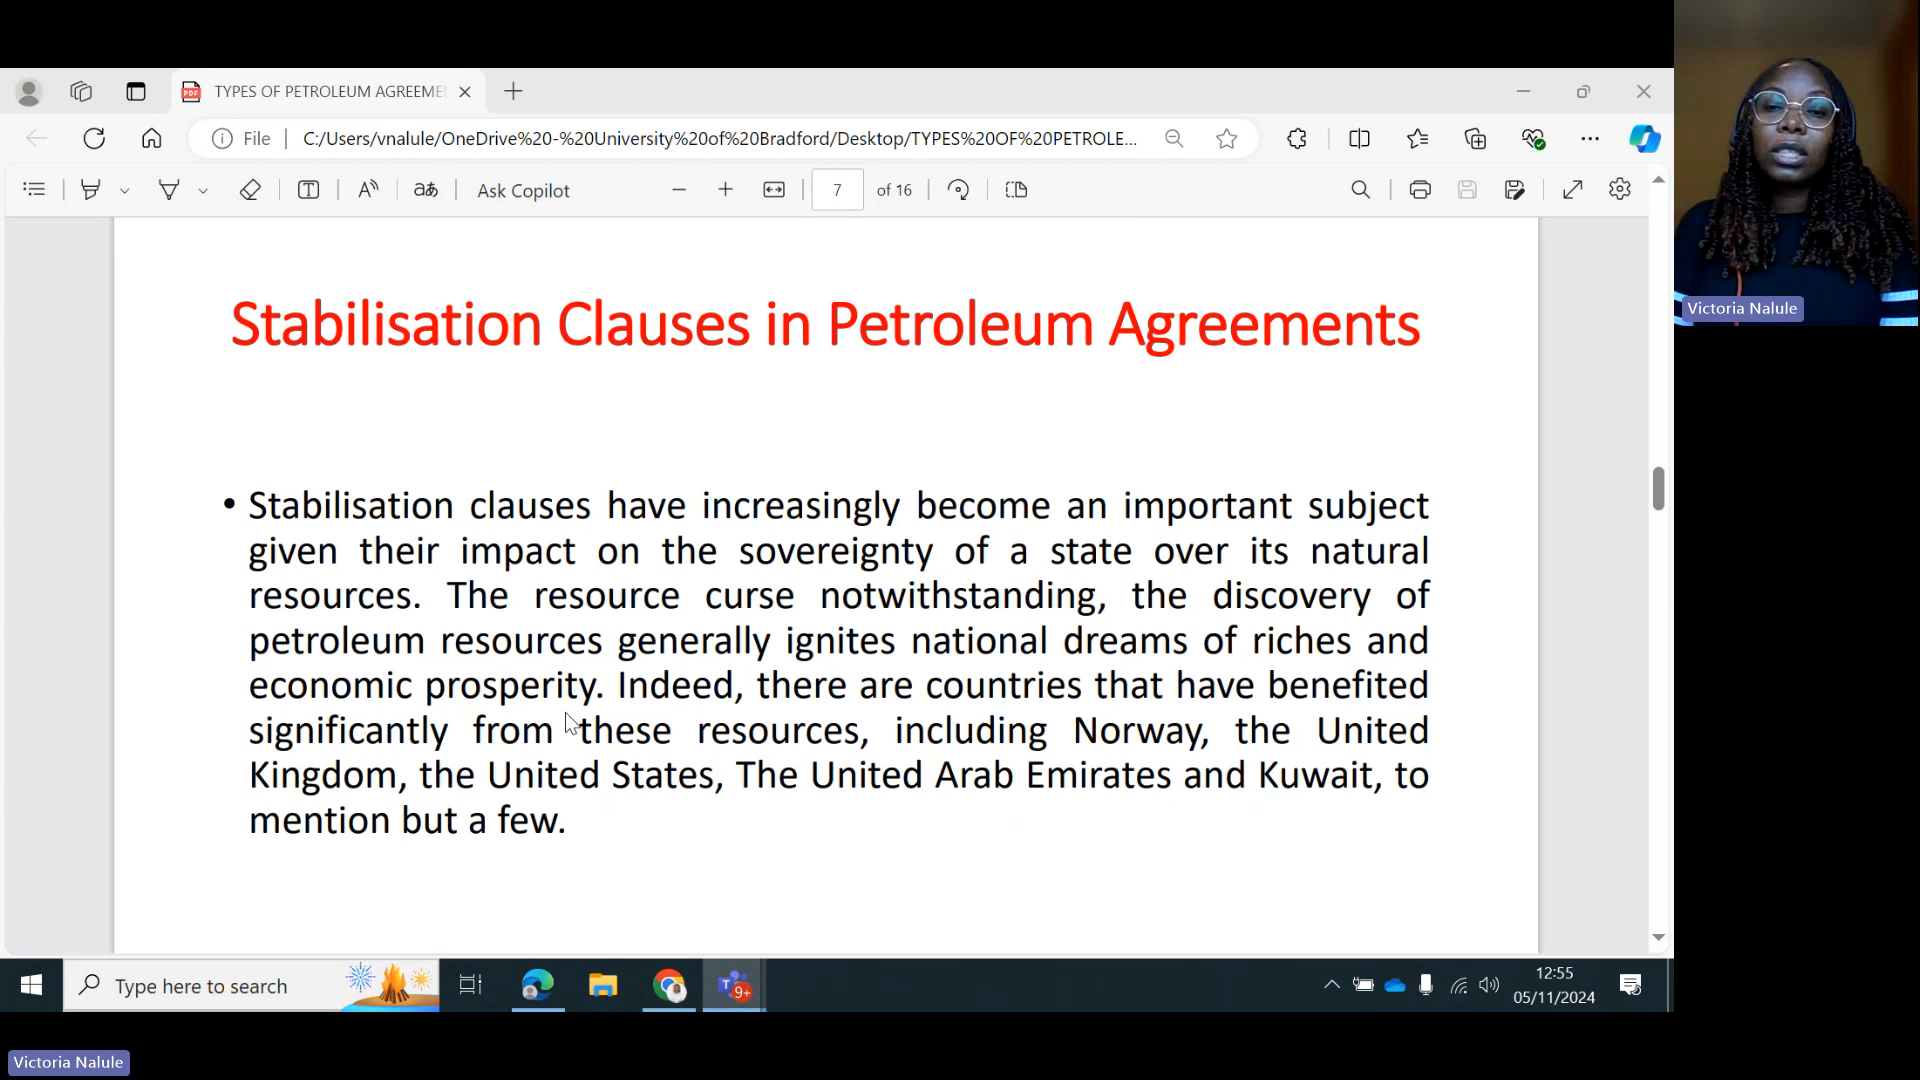 TYPES OF PETROLEUM AGREEME
File
C:/Users/vnalule/OneDrive%20-%20University%20of%20Bradford/Desktop/TYPES%20OF%20PETROLE...
Ask Copilot
7 of 16
Victoria Nalule
Stabilisation Clauses in Petroleum Agreements
• Stabilisation clauses have increasingly become an important subject
given their impact on the sovereignty of a state over its natural
resources. The resource curse notwithstanding, the discovery of
petroleum resources generally ignites national dreams of riches and
economic prosperity. Indeed, there are countries that have benefited
significantly from these resources, including Norway, the United
Kingdom, the United States, The United Arab Emirates and Kuwait, to
mention but a few.
Type here to search
9+
12:55
05/11/2024
Victoria Nalule